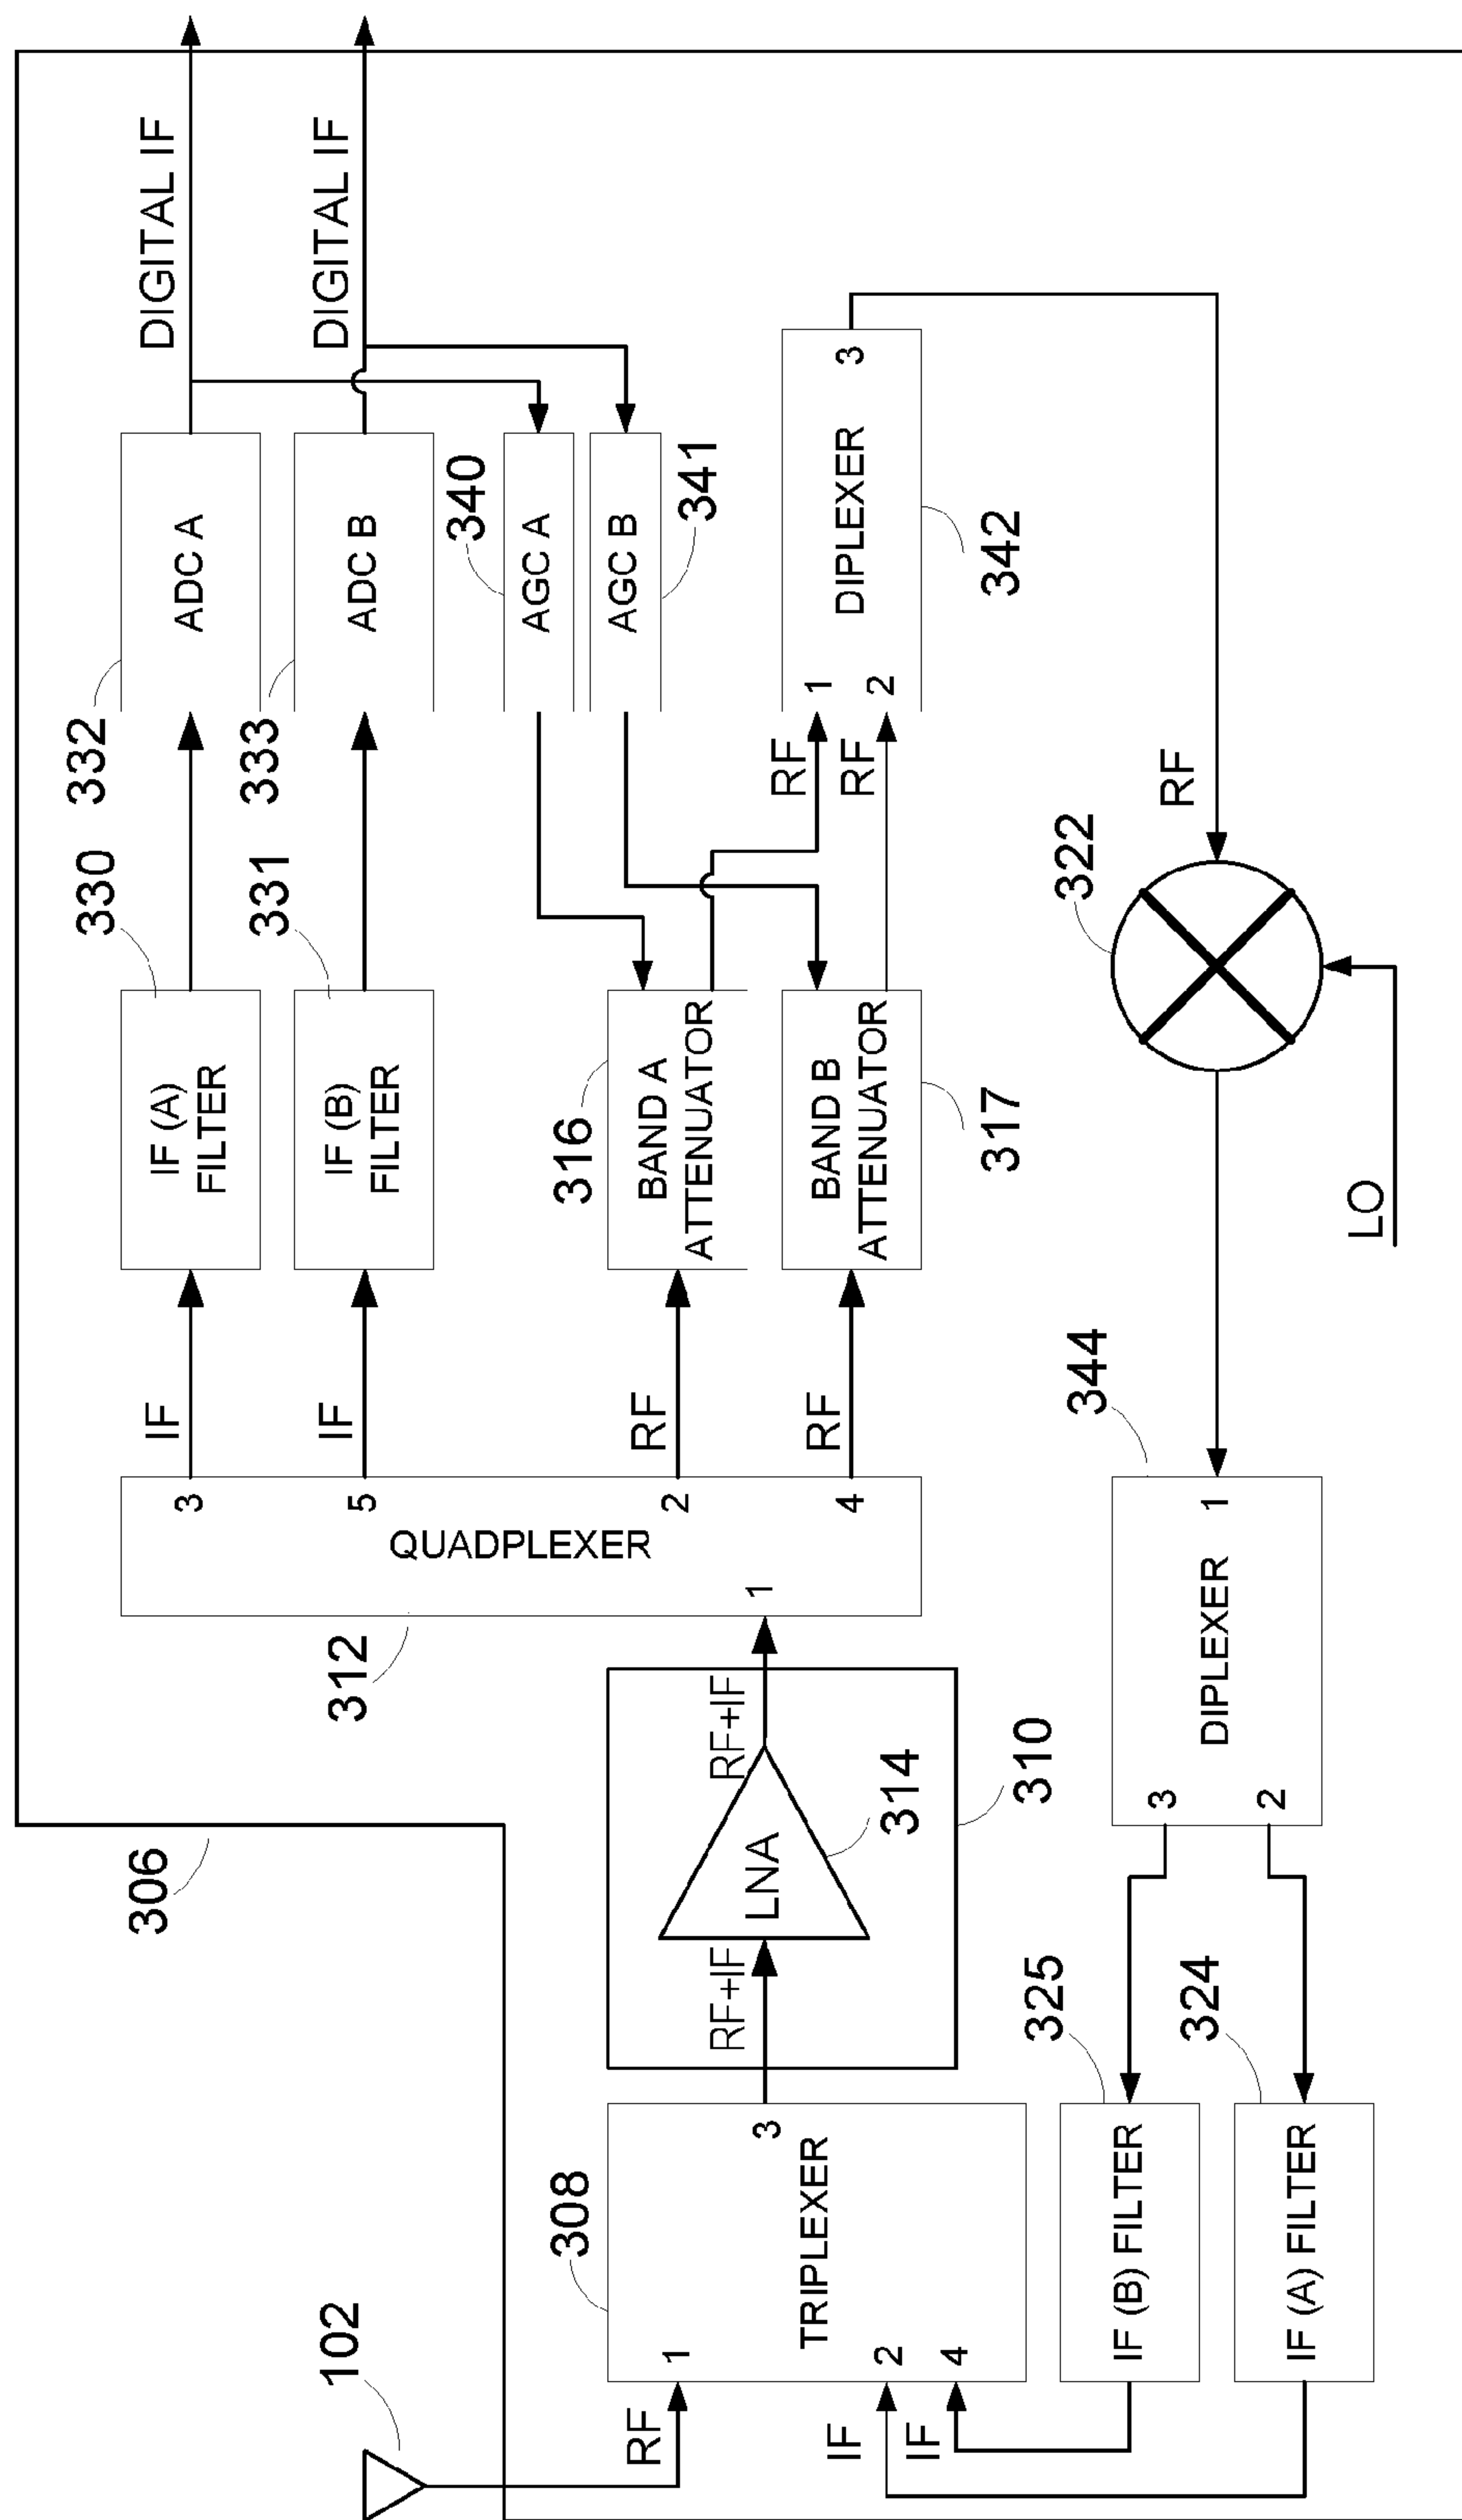 102
306
RF
1
308
TRIPLEXER
3
IF
2
IF
4
RF+IF
LNA
RF+IF
314
310
312
QUADPLEXER
1
3
5
2
4
IF
IF
RF
RF
IF (A)
FILTER
330
IF (B)
FILTER
331
BAND A
ATTENUATOR
316
BAND B
ATTENUATOR
317
332
ADC A
333
ADC B
340
AGC A
AGC B
341
RF
RF
1
2
DIPLEXER
3
342
DIGITAL IF
DIGITAL IF
325
IF (B) FILTER
324
IF (A) FILTER
344
3
2
DIPLEXER
1
322
RF
LO